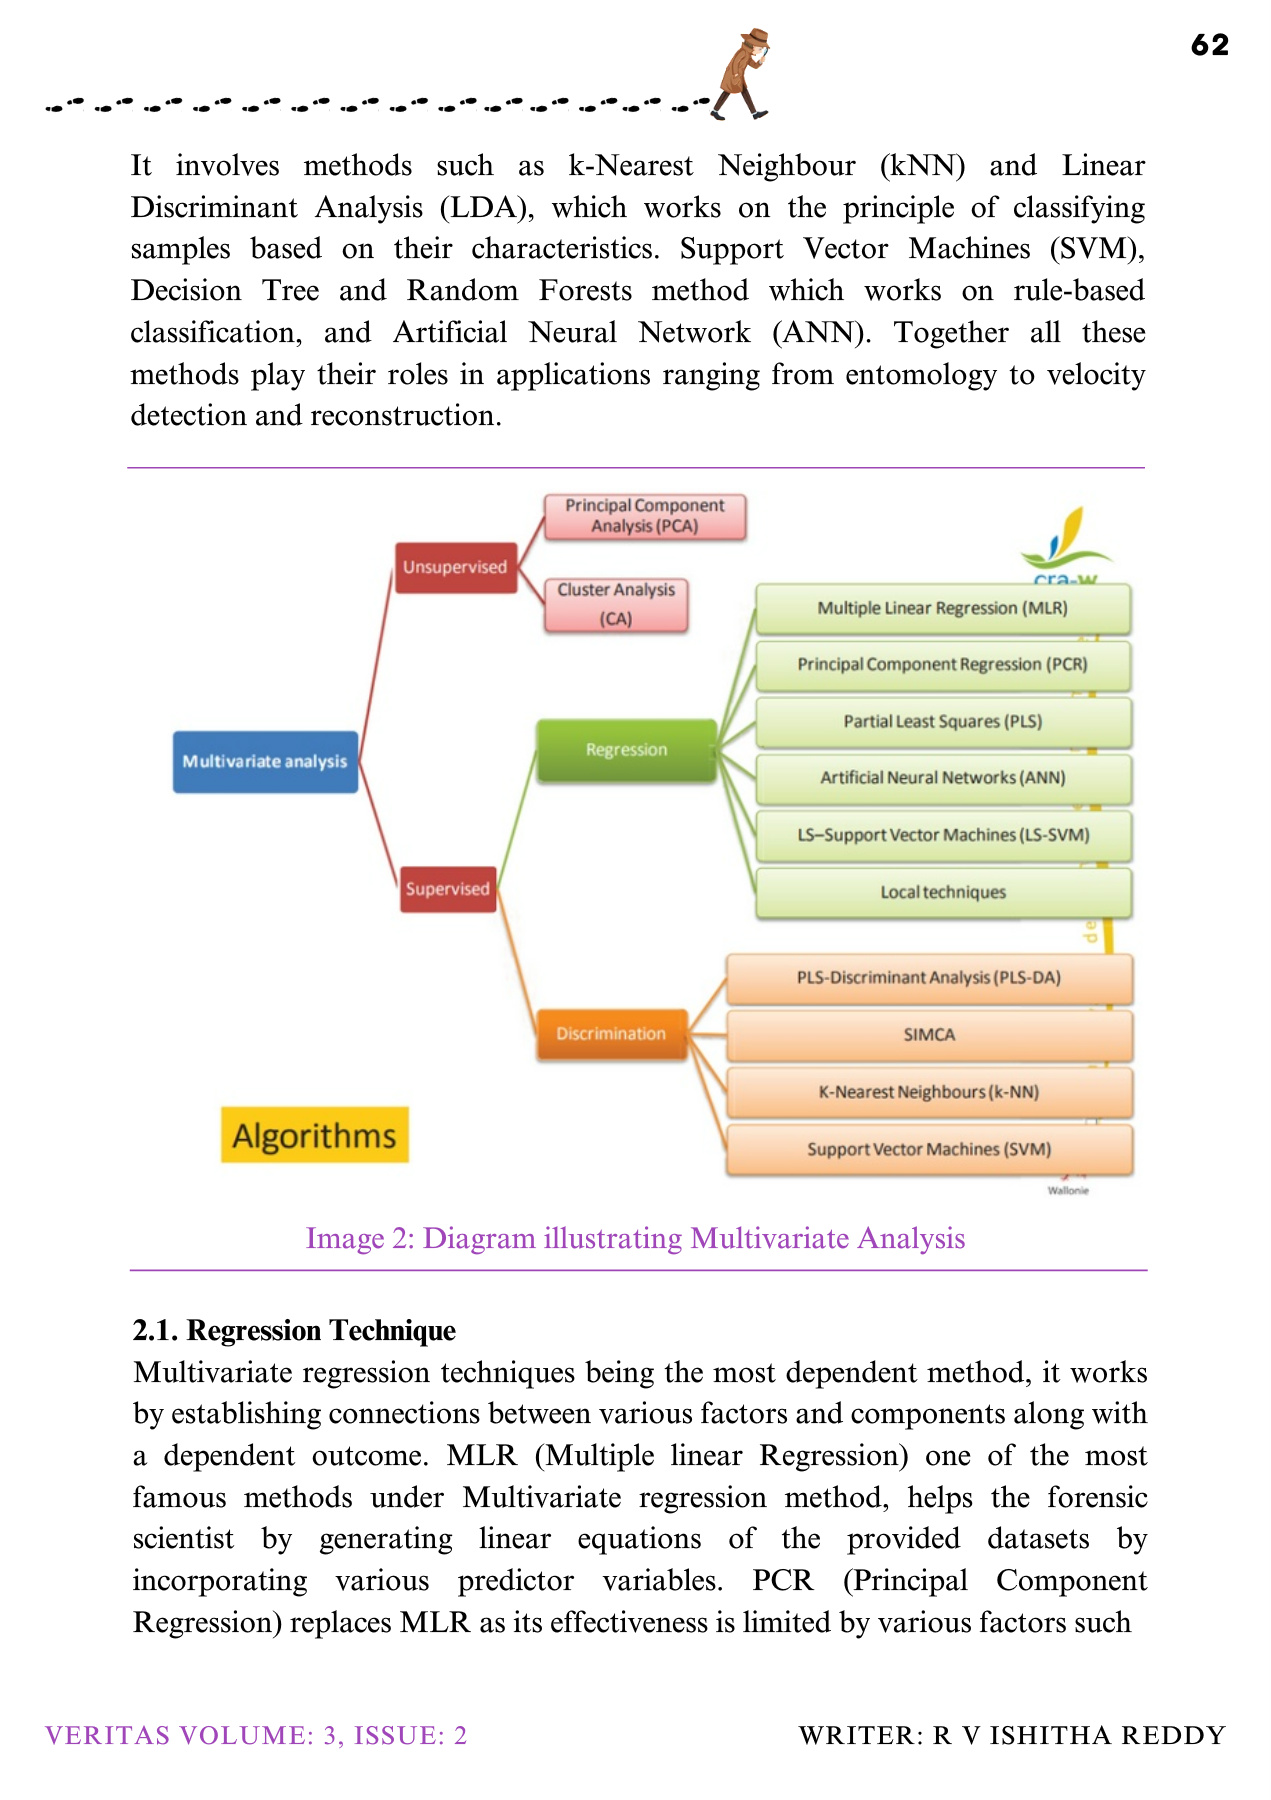 62
It involves methods such as k-Nearest Neighbour (kNN) and Linear
Discriminant Analysis (LDA), which works on the principle of classifying
samples based on their characteristics. Support Vector Machines (SVM),
Decision Tree and Random Forests method which works on rule-based
classification, and Artificial Neural Network (ANN). Together all these
methods play their roles in applications ranging from entomology to velocity
detection and reconstruction.
Principal Component
Analysis (PCA)
Unsupervised
Cluster Analysis
(CA)
cra-w
Multiple Linear Regression (MLR)
Principal Component Regression (PCR)
Partial Least Squares (PLS)
Regression
Multivariate analysis
Artificial Neural Networks (ANN)
LS–Support Vector Machines (LS-SVM)
Supervised
Local techniques
de
PLS-Discriminant Analysis (PLS-DA)
Discrimination
SIMCA
K-Nearest Neighbours (k-NN)
Algorithms
Support Vector Machines (SVM)
Wallonie
Image 2: Diagram illustrating Multivariate Analysis
2.1. Regression Technique
Multivariate regression techniques being the most dependent method, it works
by establishing connections between various factors and components along with
a dependent outcome. MLR (Multiple linear Regression) one of the most
famous methods under Multivariate regression method, helps the forensic
scientist by generating linear equations of the provided datasets by
incorporating various predictor variables. PCR (Principal Component
Regression) replaces MLR as its effectiveness is limited by various factors such
VERITAS VOLUME: 3, ISSUE: 2
WRITER: R V ISHITHA REDDY